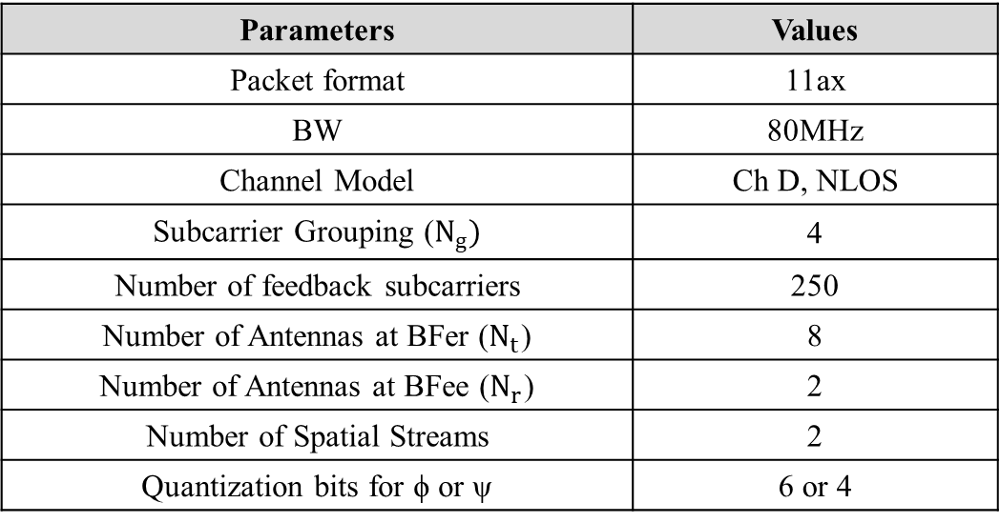 Parameters Values
Packet format 11ax
BW 80MHz
Channel Model Ch D, NLOS
Subcarrier Grouping (N_g) 4
Number of feedback subcarriers 250
Number of Antennas at BFer (N_t) 8
Number of Antennas at BFee (N_r) 2
Number of Spatial Streams 2
Quantization bits for ϕ or ψ 6 or 4